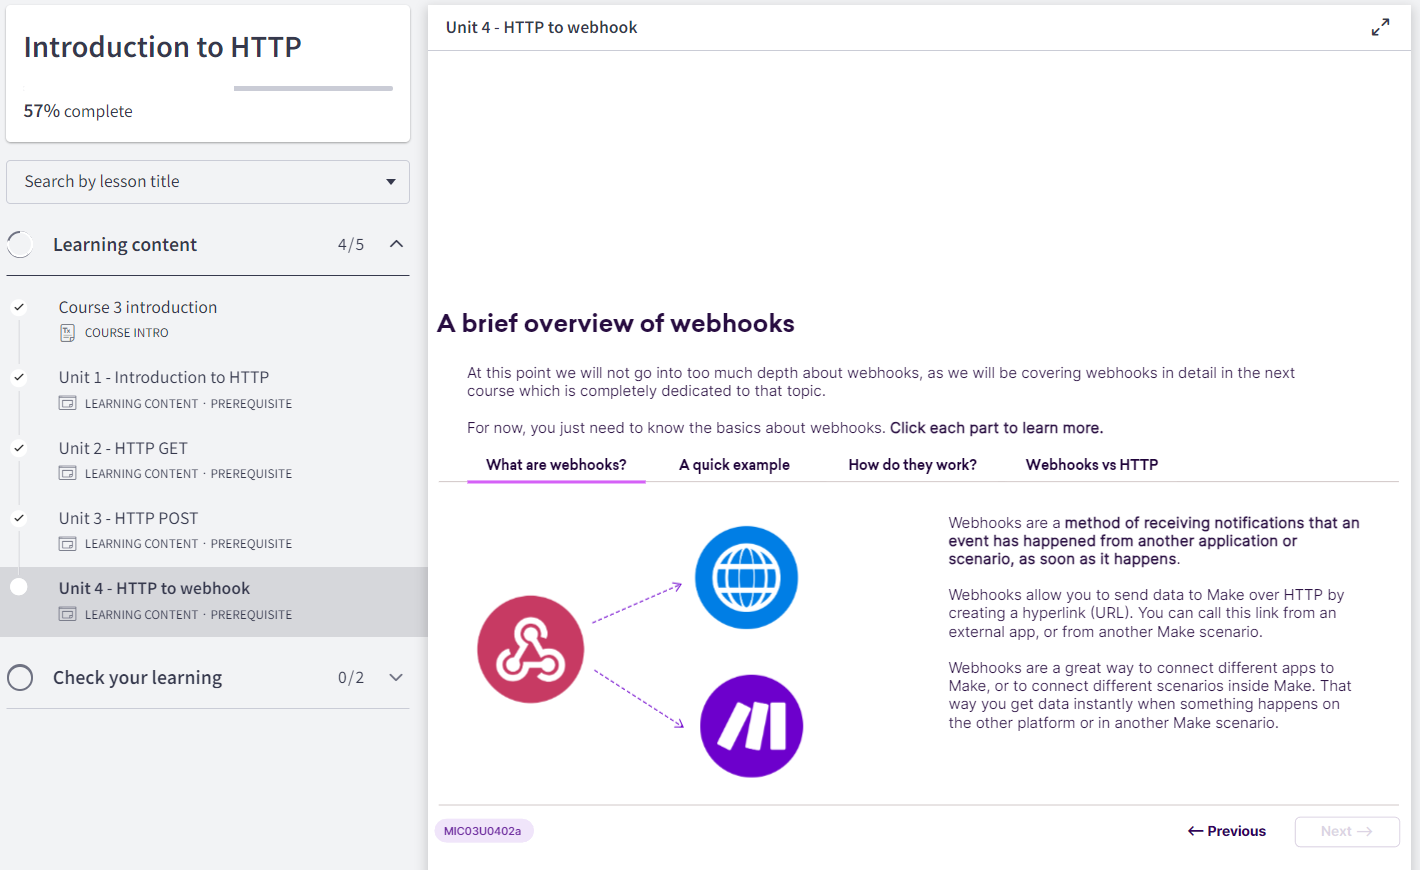 Introduction to HTTP
57% complete
Search by lesson title
Learning content 4/5
Course 3 introduction
COURSE INTRO
Unit 1 - Introduction to HTTP
LEARNING CONTENT · PREREQUISITE
Unit 2 - HTTP GET
LEARNING CONTENT · PREREQUISITE
Unit 3 - HTTP POST
LEARNING CONTENT · PREREQUISITE
Unit 4 - HTTP to webhook
LEARNING CONTENT · PREREQUISITE
Check your learning 0/2
Unit 4 - HTTP to webhook
A brief overview of webhooks
At this point we will not go into too much depth about webhooks, as we will be covering webhooks in detail in the next
course which is completely dedicated to that topic.
For now, you just need to know the basics about webhooks. Click each part to learn more.
What are webhooks? A quick example How do they work? Webhooks vs HTTP
Webhooks are a method of receiving notifications that an
event has happened from another application or
scenario, as soon as it happens.
Webhooks allow you to send data to Make over HTTP by
creating a hyperlink (URL). You can call this link from an
external app, or from another Make scenario.
Webhooks are a great way to connect different apps to
Make, or to connect different scenarios inside Make. That
way you get data instantly when something happens on
the other platform or in another Make scenario.
MIC03U0402a
← Previous Next →